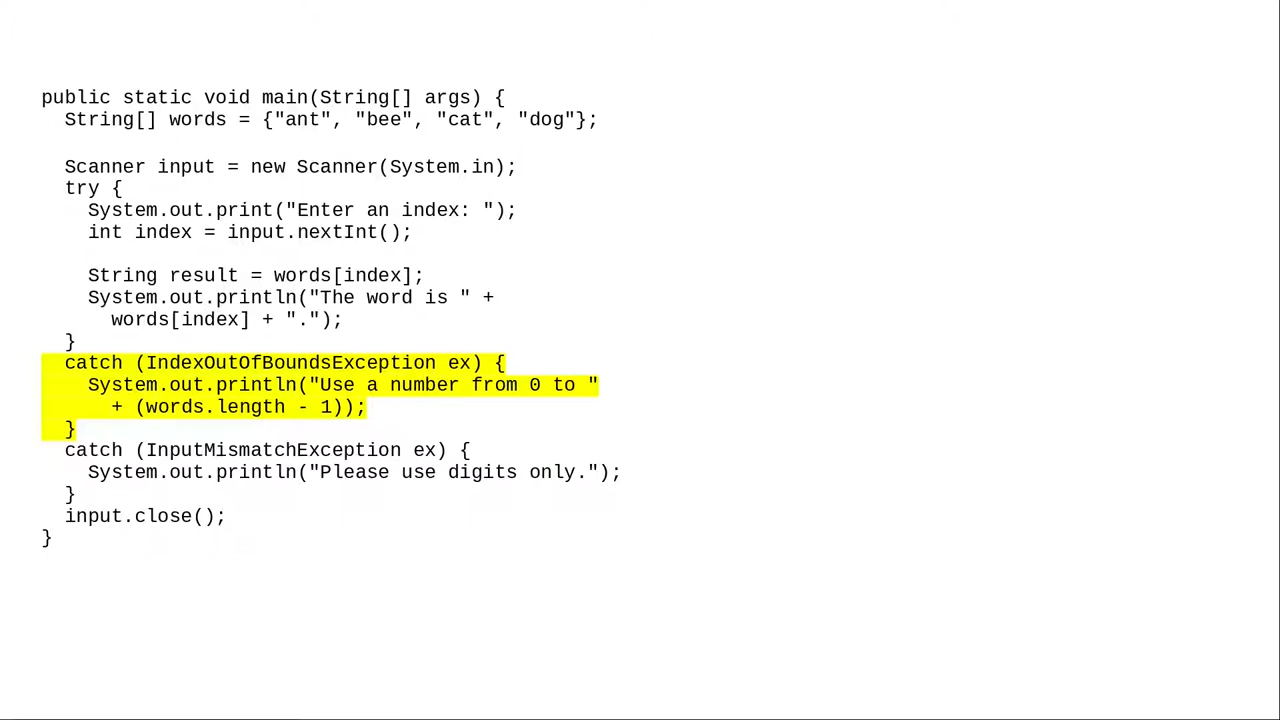 public static void main(String[] args) {
  String[] words = {"ant", "bee", "cat", "dog"};

  Scanner input = new Scanner(System.in);
  try {
    System.out.print("Enter an index: ");
    int index = input.nextInt();

    String result = words[index];
    System.out.println("The word is " +
      words[index] + ".");
  }
  catch (IndexOutOfBoundsException ex) {
    System.out.println("Use a number from 0 to "
      + (words.length - 1));
  }
  catch (InputMismatchException ex) {
    System.out.println("Please use digits only.");
  }
  input.close();
}